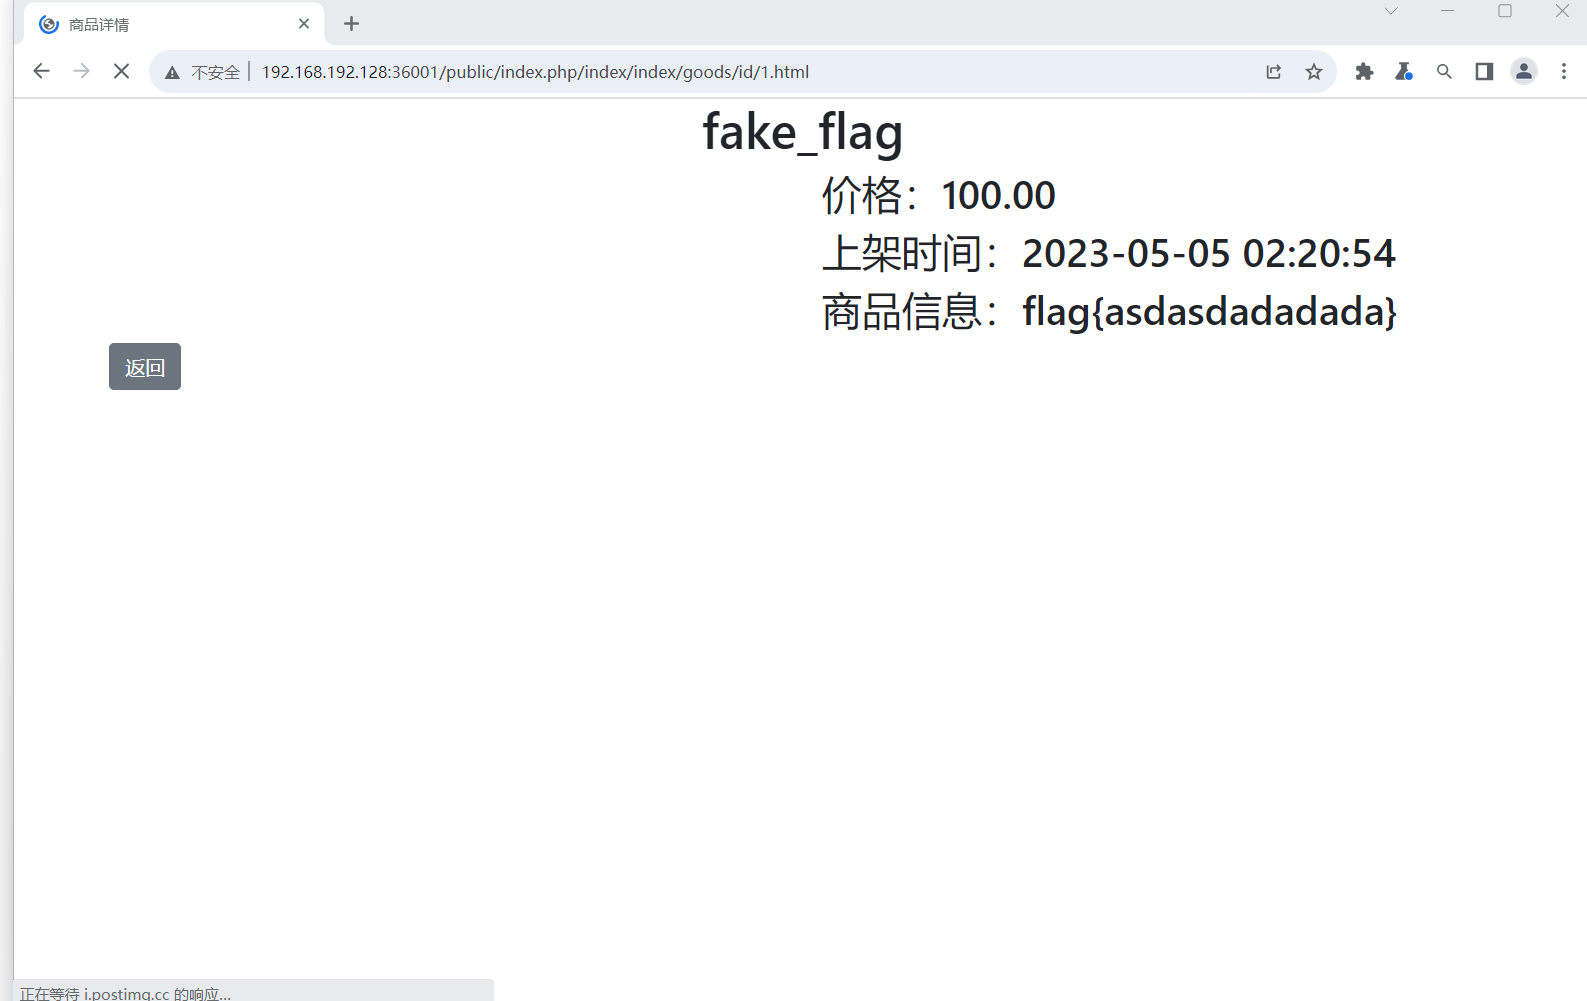 商品详情
不安全 192.168.192.128:36001/public/index.php/index/index/goods/id/1.html
fake_flag
价格：100.00
上架时间：2023-05-05 02:20:54
商品信息：flag{asdasdadadada}
返回
正在等待 i.postimg.cc 的响应...